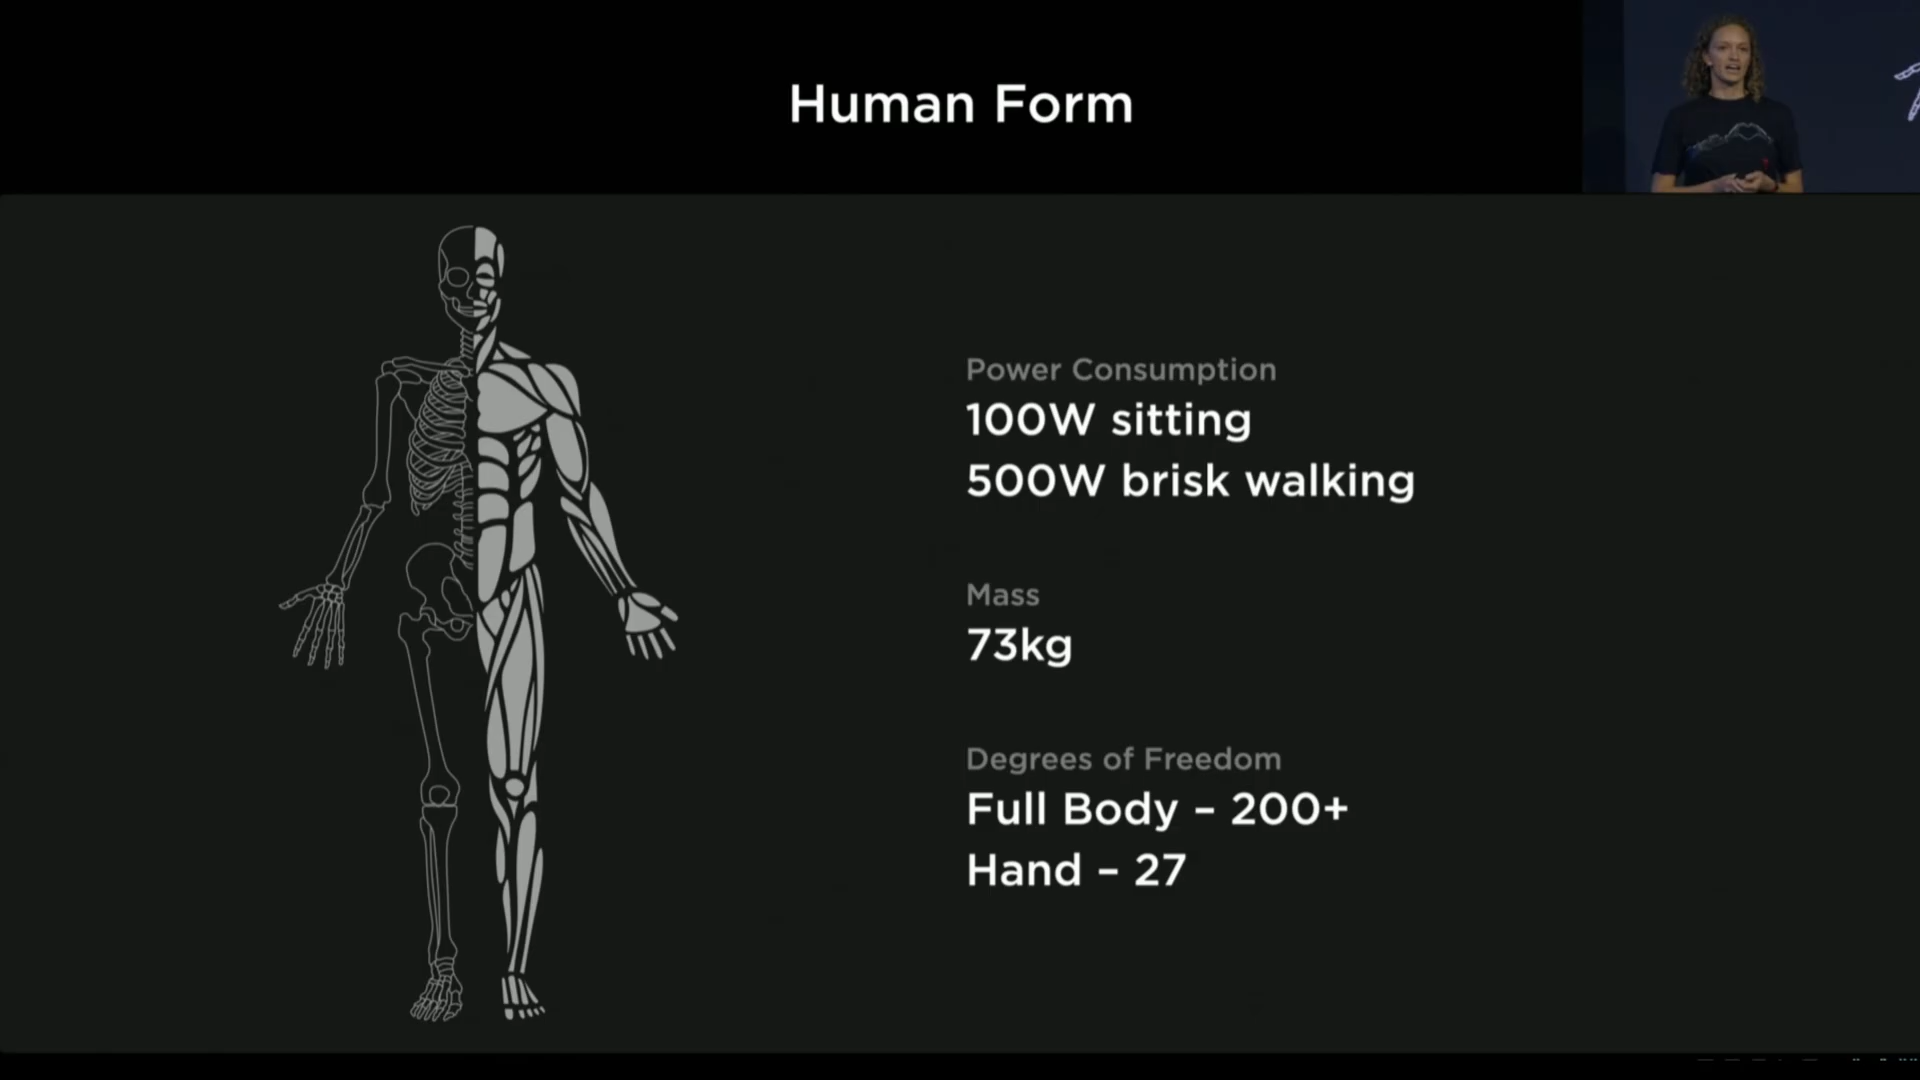 Human Form
Power Consumption
100W sitting
500W brisk walking
Mass
73kg
Degrees of Freedom
Full Body – 200+
Hand – 27